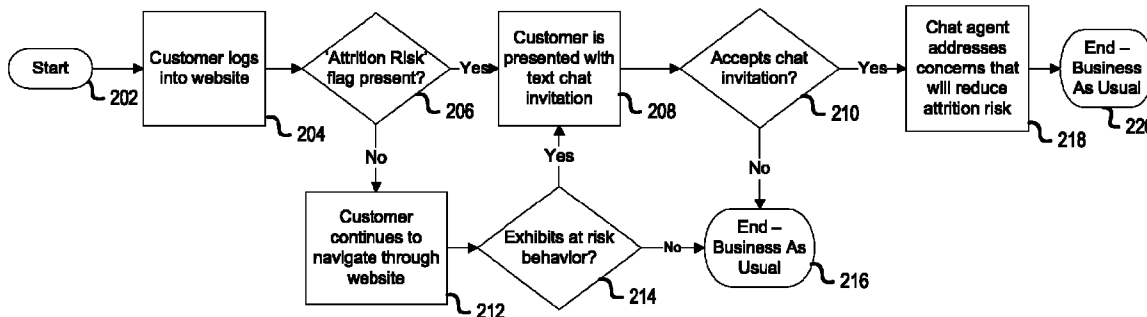 Start
202
Customer logs
into website
204
'Attrition Risk'
flag present?
206
Yes
Customer is
presented with
text chat
invitation
208
Accepts chat
invitation?
210
Yes
Chat agent
addresses
concerns that
will reduce
attrition risk
218
End –
Business
As Usual
220
No
Yes
No
Customer
continues to
navigate through
website
212
Exhibits at risk
behavior?
214
No
End –
Business As
Usual
216